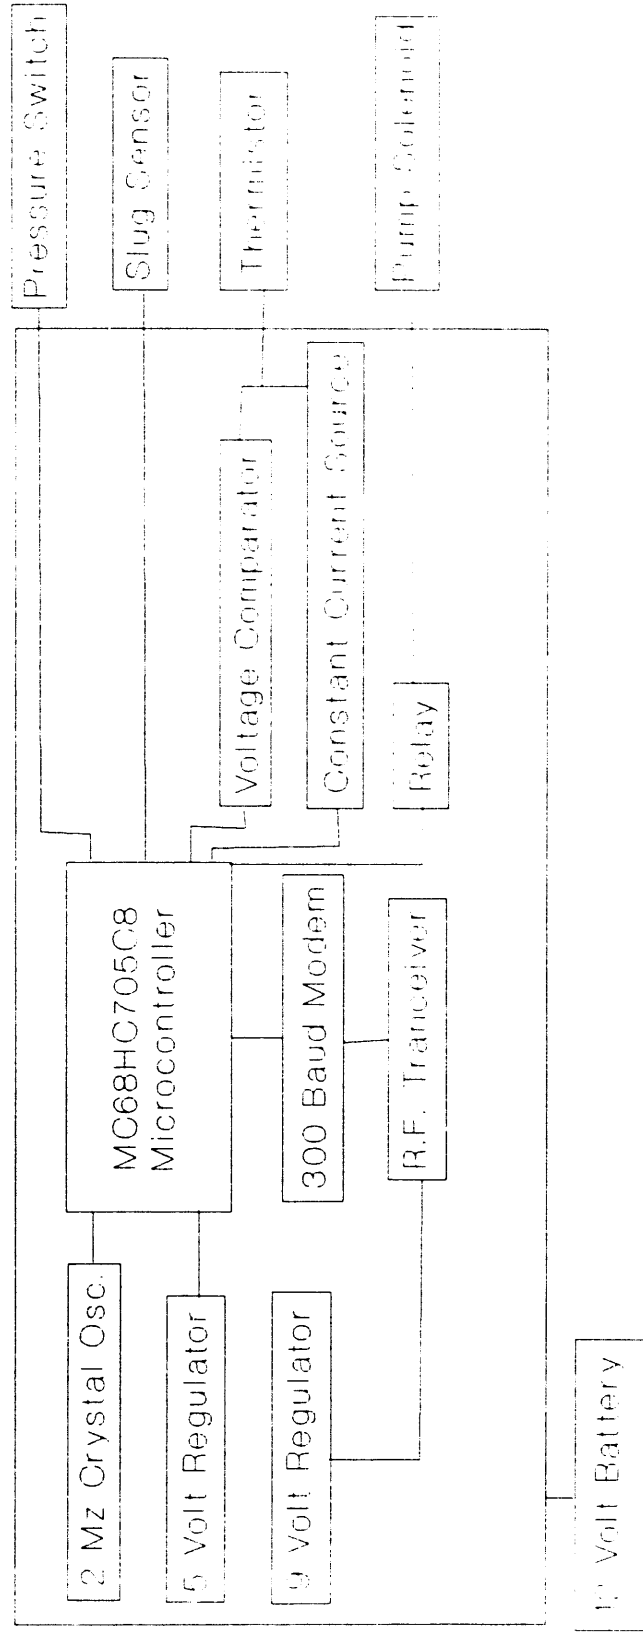 2 Mz Crystal Osc.
5 Volt Regulator
9 Volt Regulator
MC68HC705C8
Microcontroller
300 Baud Modem
R.F. Tranceiver
Voltage Comparator
Constant Current Source
Relay
Pressure Switch
Slug Sensor
Thermistor
Pump Solenoid
Volt Battery